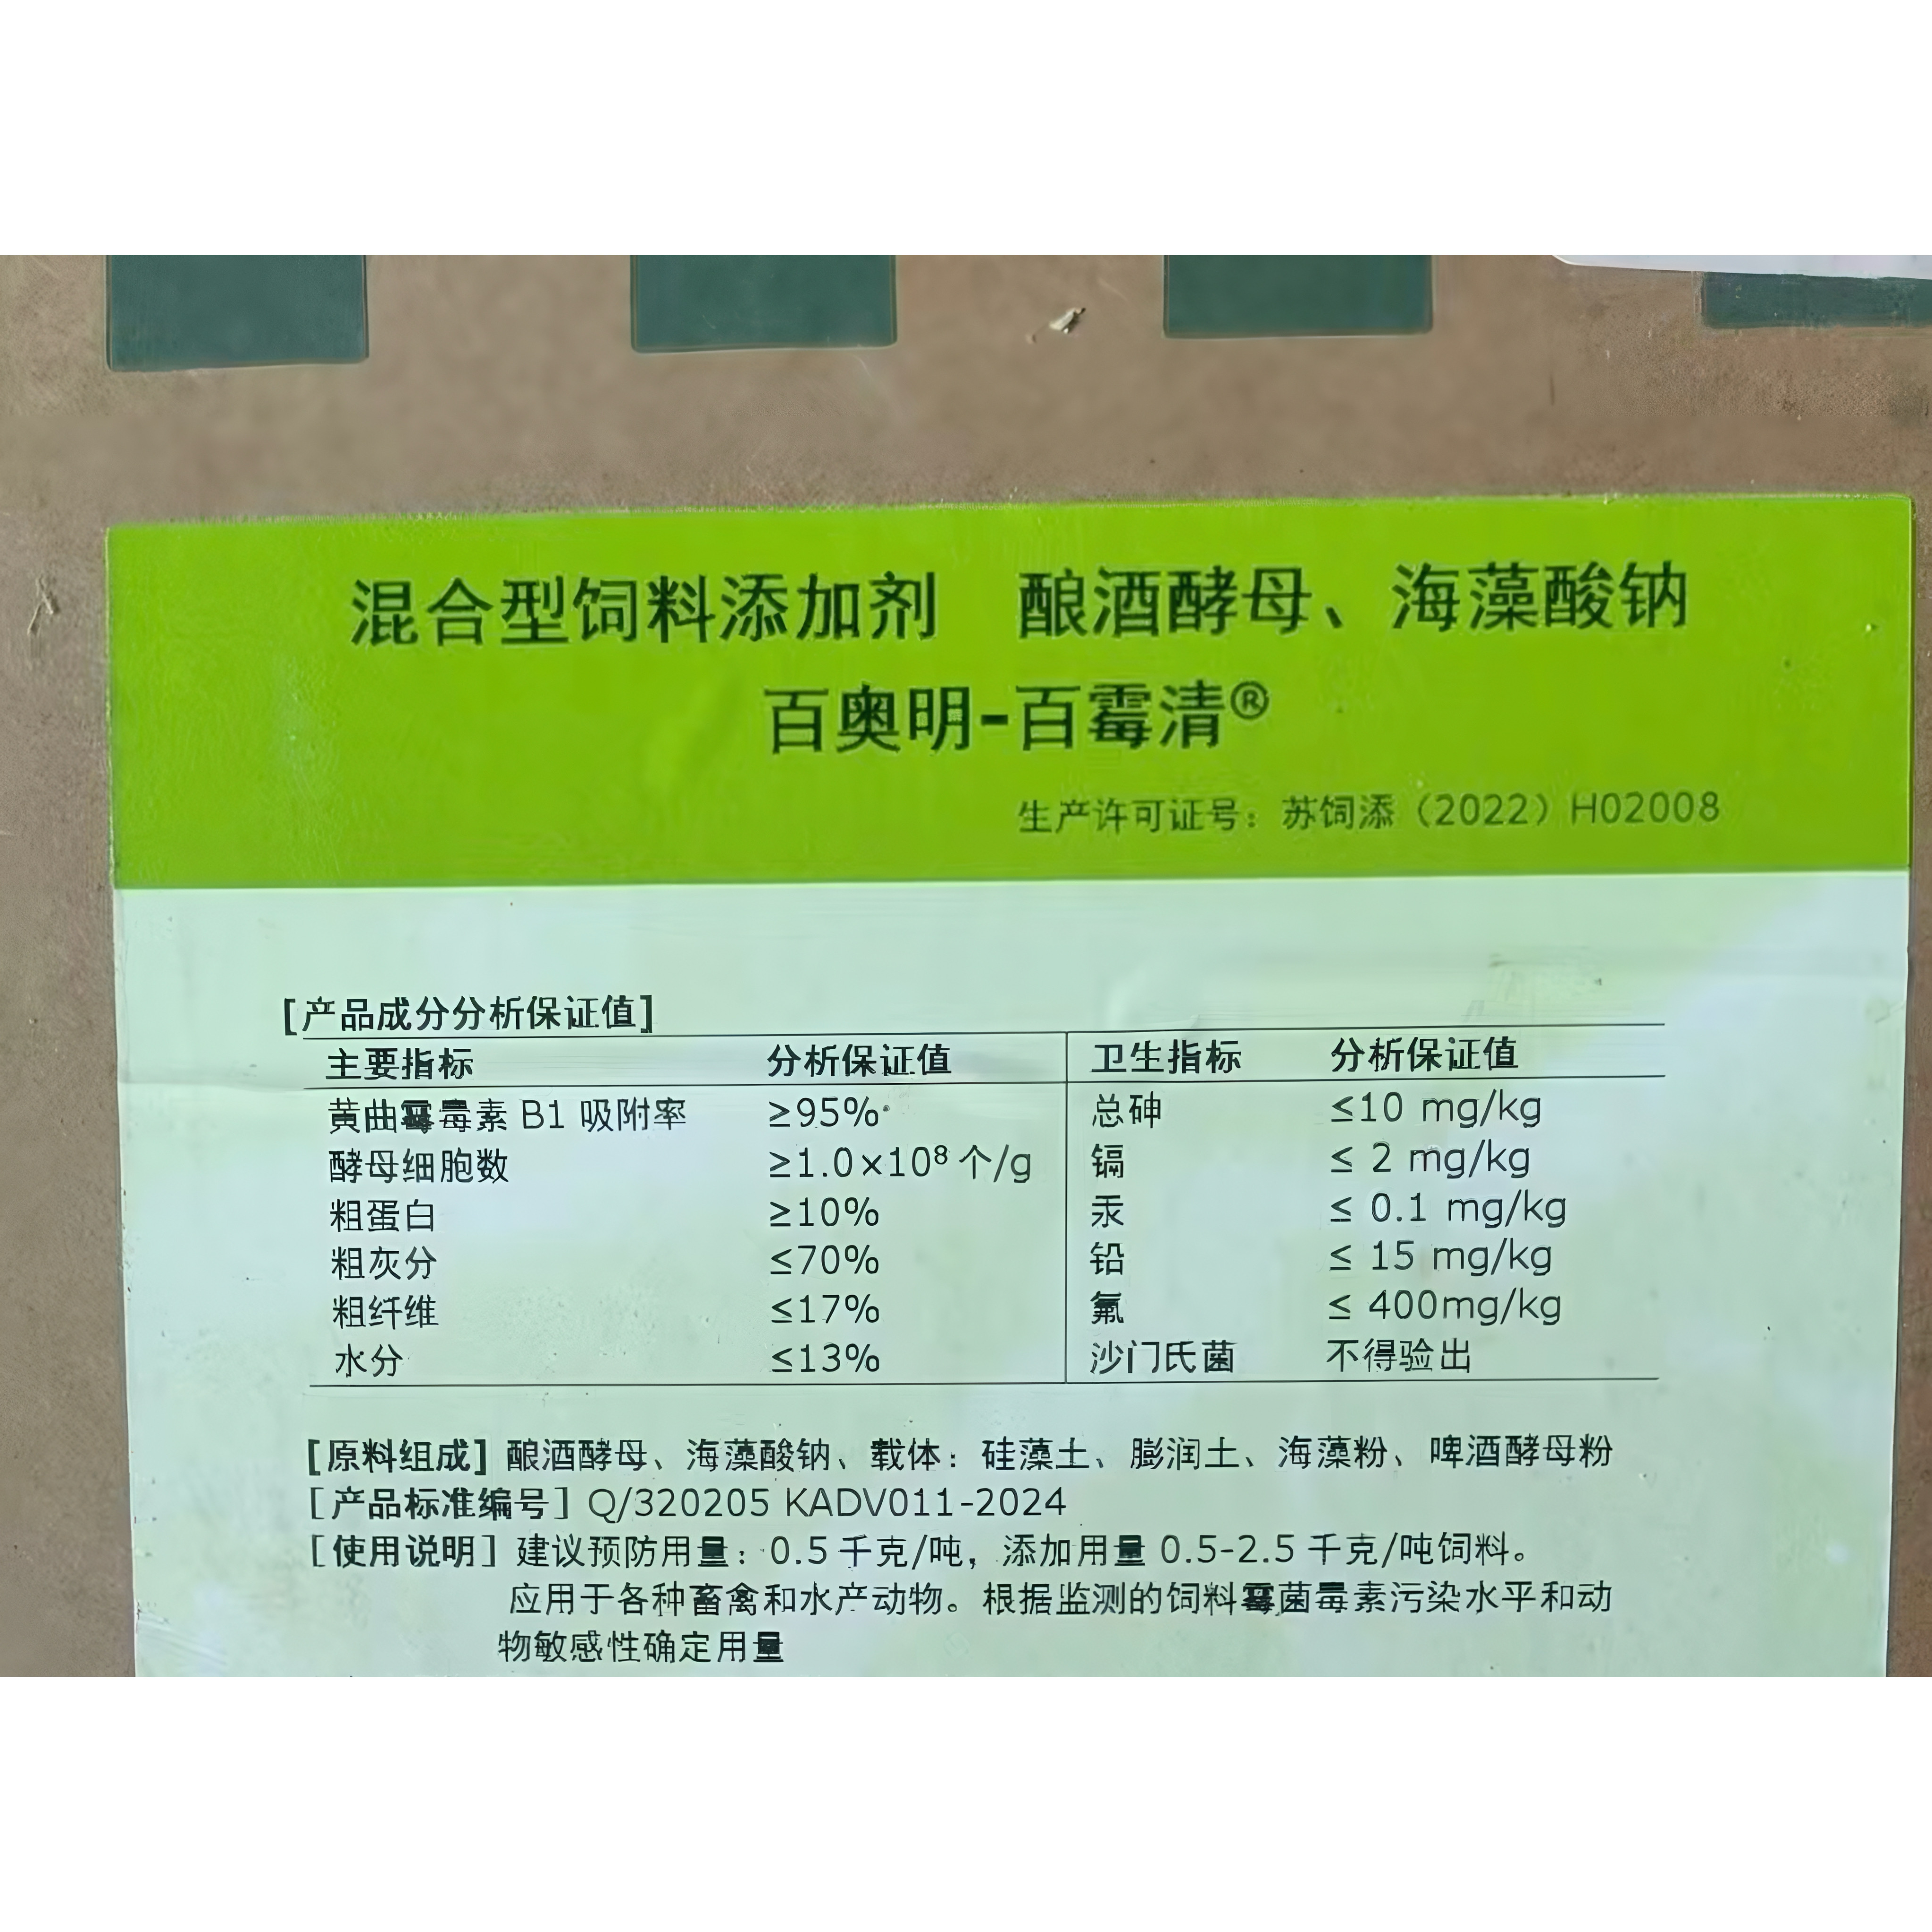 混合型饲料添加剂 酿酒酵母、海藻酸钠
百奥明-百霉清®
生产许可证号：苏饲添（2022）H02008
[产品成分分析保证值]
主要指标 分析保证值 卫生指标 分析保证值
黄曲霉毒素 B1 吸附率 ≥95% 总砷 ≤10 mg/kg
酵母细胞数 ≥1.0×10⁸ 个/g 镉 ≤ 2 mg/kg
粗蛋白 ≥10% 汞 ≤ 0.1 mg/kg
粗灰分 ≤70% 铅 ≤ 15 mg/kg
粗纤维 ≤17% 氟 ≤ 400mg/kg
水分 ≤13% 沙门氏菌 不得验出
[原料组成] 酿酒酵母、海藻酸钠、载体：硅藻土、膨润土、海藻粉、啤酒酵母粉
[产品标准编号] Q/320205 KADV011-2024
[使用说明] 建议预防用量：0.5 千克/吨，添加用量 0.5-2.5 千克/吨饲料。
应用于各种畜禽和水产动物。根据监测的饲料霉菌毒素污染水平和动
物敏感性确定用量